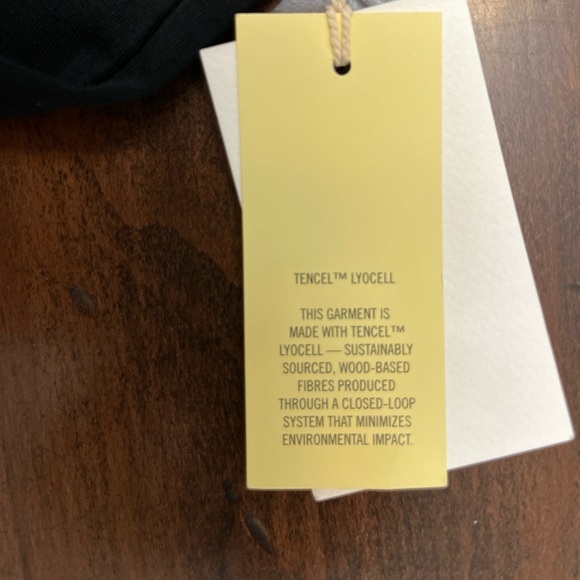 TENCEL™ LYOCELL
THIS GARMENT IS
MADE WITH TENCEL™
LYOCELL — SUSTAINABLY
SOURCED, WOOD-BASED
FIBRES PRODUCED
THROUGH A CLOSED-LOOP
SYSTEM THAT MINIMIZES
ENVIRONMENTAL IMPACT.